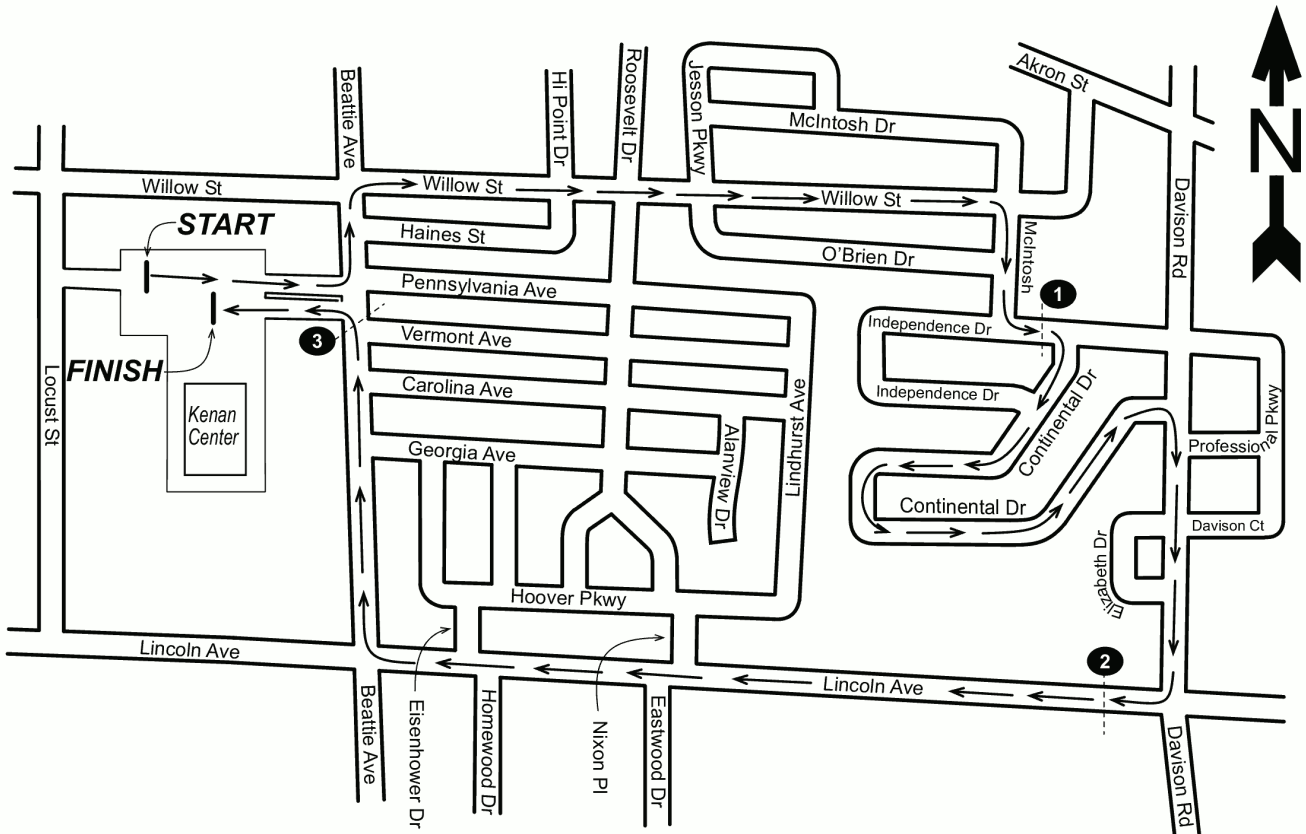 Akron St
N
Beattie Ave
Hi Point Dr
Roosevelt Dr
Jesson Pkwy
McIntosh Dr
Willow St
Willow St
Willow St
Davison Rd
START
Haines St
O'Brien Dr
McIntosh
Pennsylvania Ave
1
Independence Dr
3
Vermont Ave
FINISH
Carolina Ave
Independence Dr
Continental Dr
Locust St
Kenan
Center
Lindhurst Ave
Georgia Ave
Alanview Dr
Professional Pkwy
Continental Dr
Davison Ct
Elizabeth Dr
Hoover Pkwy
Lincoln Ave
2
Lincoln Ave
Beattie Ave
Eisenhower Dr
Homewood Dr
Nixon Pl
Eastwood Dr
Davison Rd